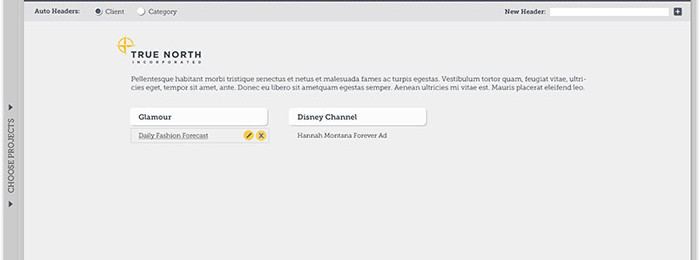 Auto Headers: Client Category New Header:
TRUE NORTH
INCORPORATED
Pellentesque habitant morbi tristique senectus et netus et malesuada fames ac turpis egestas. Vestibulum tortor quam, feugiat vitae, ultri-
cies eget, tempor sit amet, ante. Donec eu libero sit ametquam egestas semper. Aenean ultricies mi vitae est. Mauris placerat eleifend leo.
Glamour
Daily Fashion Forecast
Disney Channel
Hannah Montana Forever Ad
CHOOSE PROJECTS